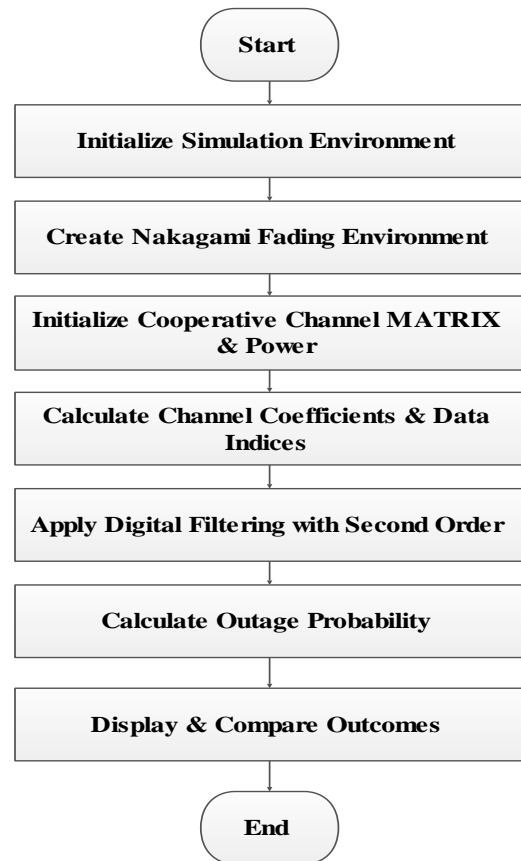 Start
Initialize Simulation Environment
Create Nakagami Fading Environment
Initialize Cooperative Channel MATRIX
& Power
Calculate Channel Coefficients & Data
Indices
Apply Digital Filtering with Second Order
Calculate Outage Probability
Display & Compare Outcomes
End